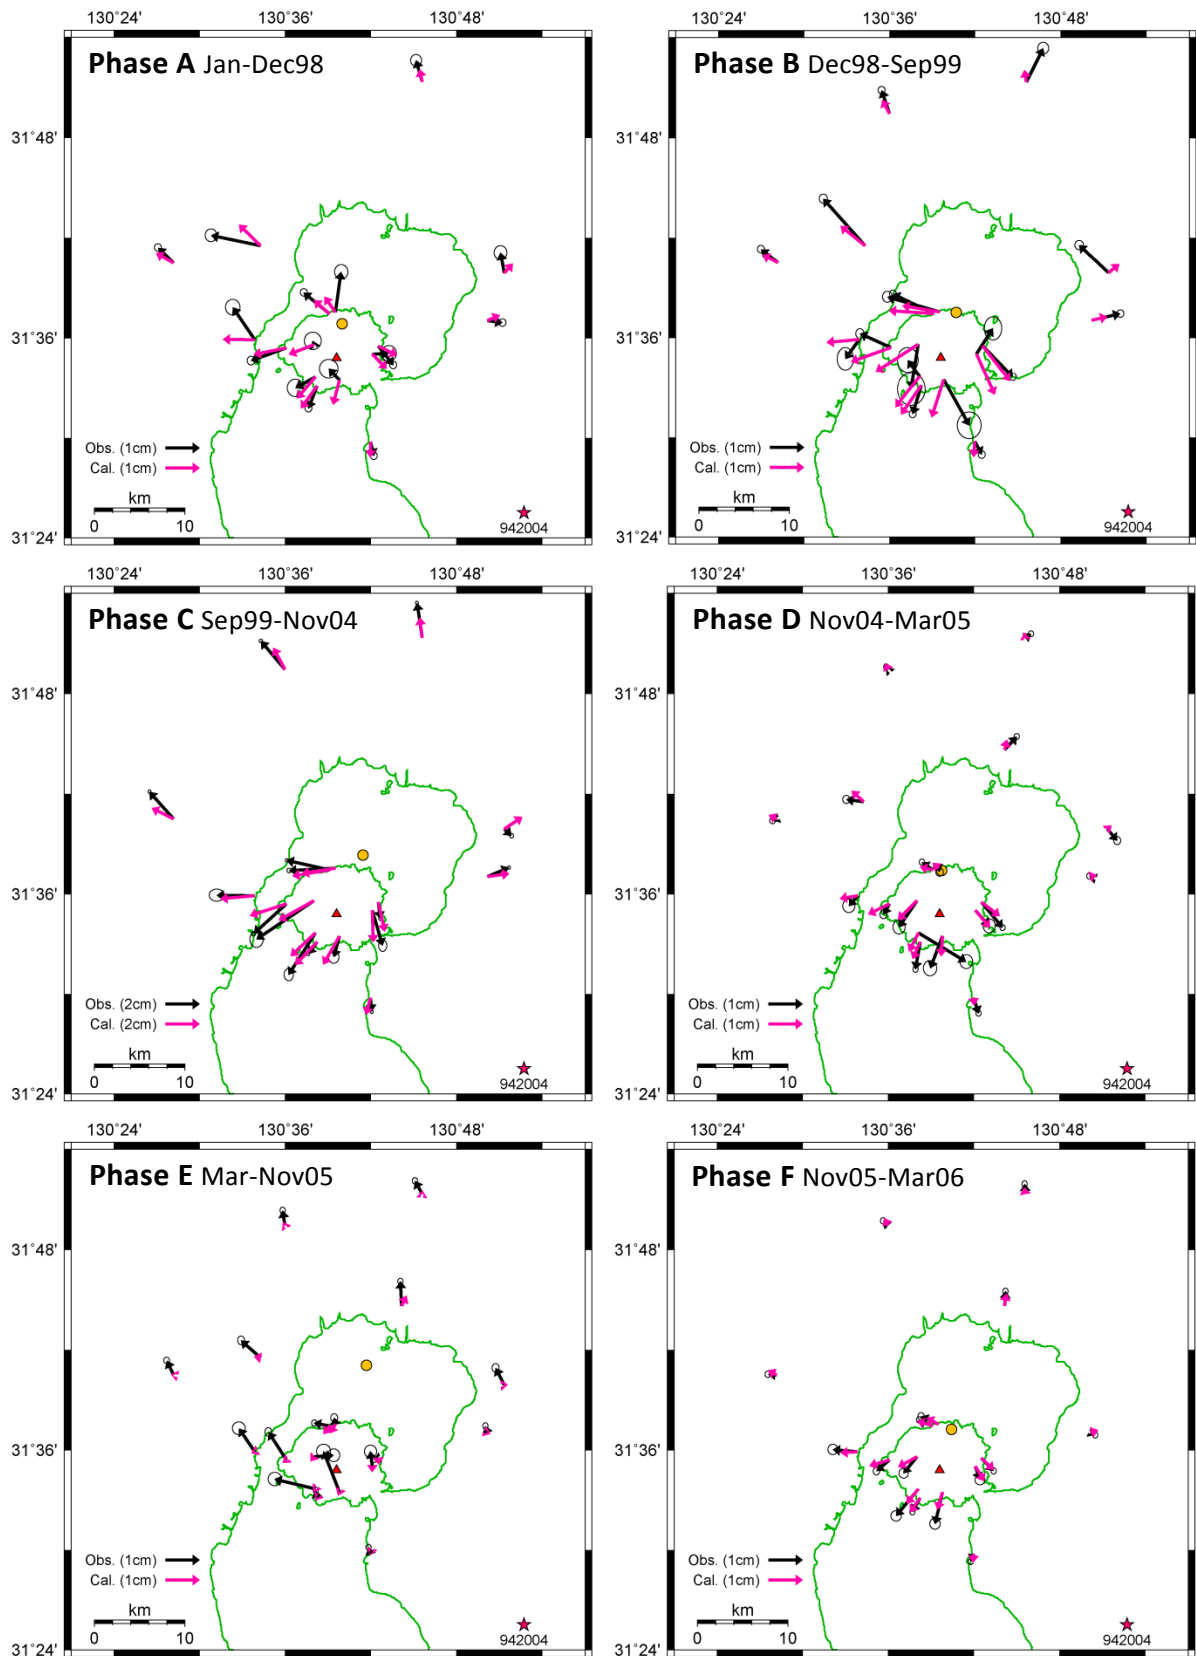 130˚24' 130˚36' 130˚48' 130˚24' 130˚36' 130˚48'
Phase A Jan-Dec98
Phase B Dec98-Sep99
31˚48' 31˚48'
31˚36' 31˚36'
Obs. (1cm) Obs. (1cm)
Cal. (1cm) Cal. (1cm)
km km
0 10 0 10
942004 942004
31˚24' 31˚24'
130˚24' 130˚36' 130˚48' 130˚24' 130˚36' 130˚48'
Phase C Sep99-Nov04
Phase D Nov04-Mar05
31˚48' 31˚48'
31˚36' 31˚36'
Obs. (2cm) Obs. (1cm)
Cal. (2cm) Cal. (1cm)
km km
0 10 0 10
942004 942004
31˚24' 31˚24'
130˚24' 130˚36' 130˚48' 130˚24' 130˚36' 130˚48'
Phase E Mar-Nov05
Phase F Nov05-Mar06
31˚48' 31˚48'
31˚36' 31˚36'
Obs. (1cm) Obs. (1cm)
Cal. (1cm) Cal. (1cm)
km km
0 10 0 10
942004 942004
31˚24' 31˚24'